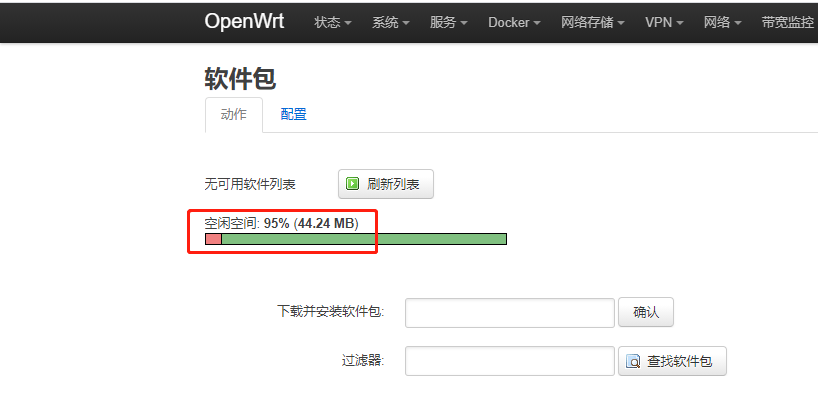 OpenWrt 状态 系统 服务 Docker 网络存储 VPN 网络 带宽监控
软件包
动作 配置
无可用软件列表 刷新列表
空闲空间: 95% (44.24 MB)
下载并安装软件包: 确认
过滤器: 查找软件包